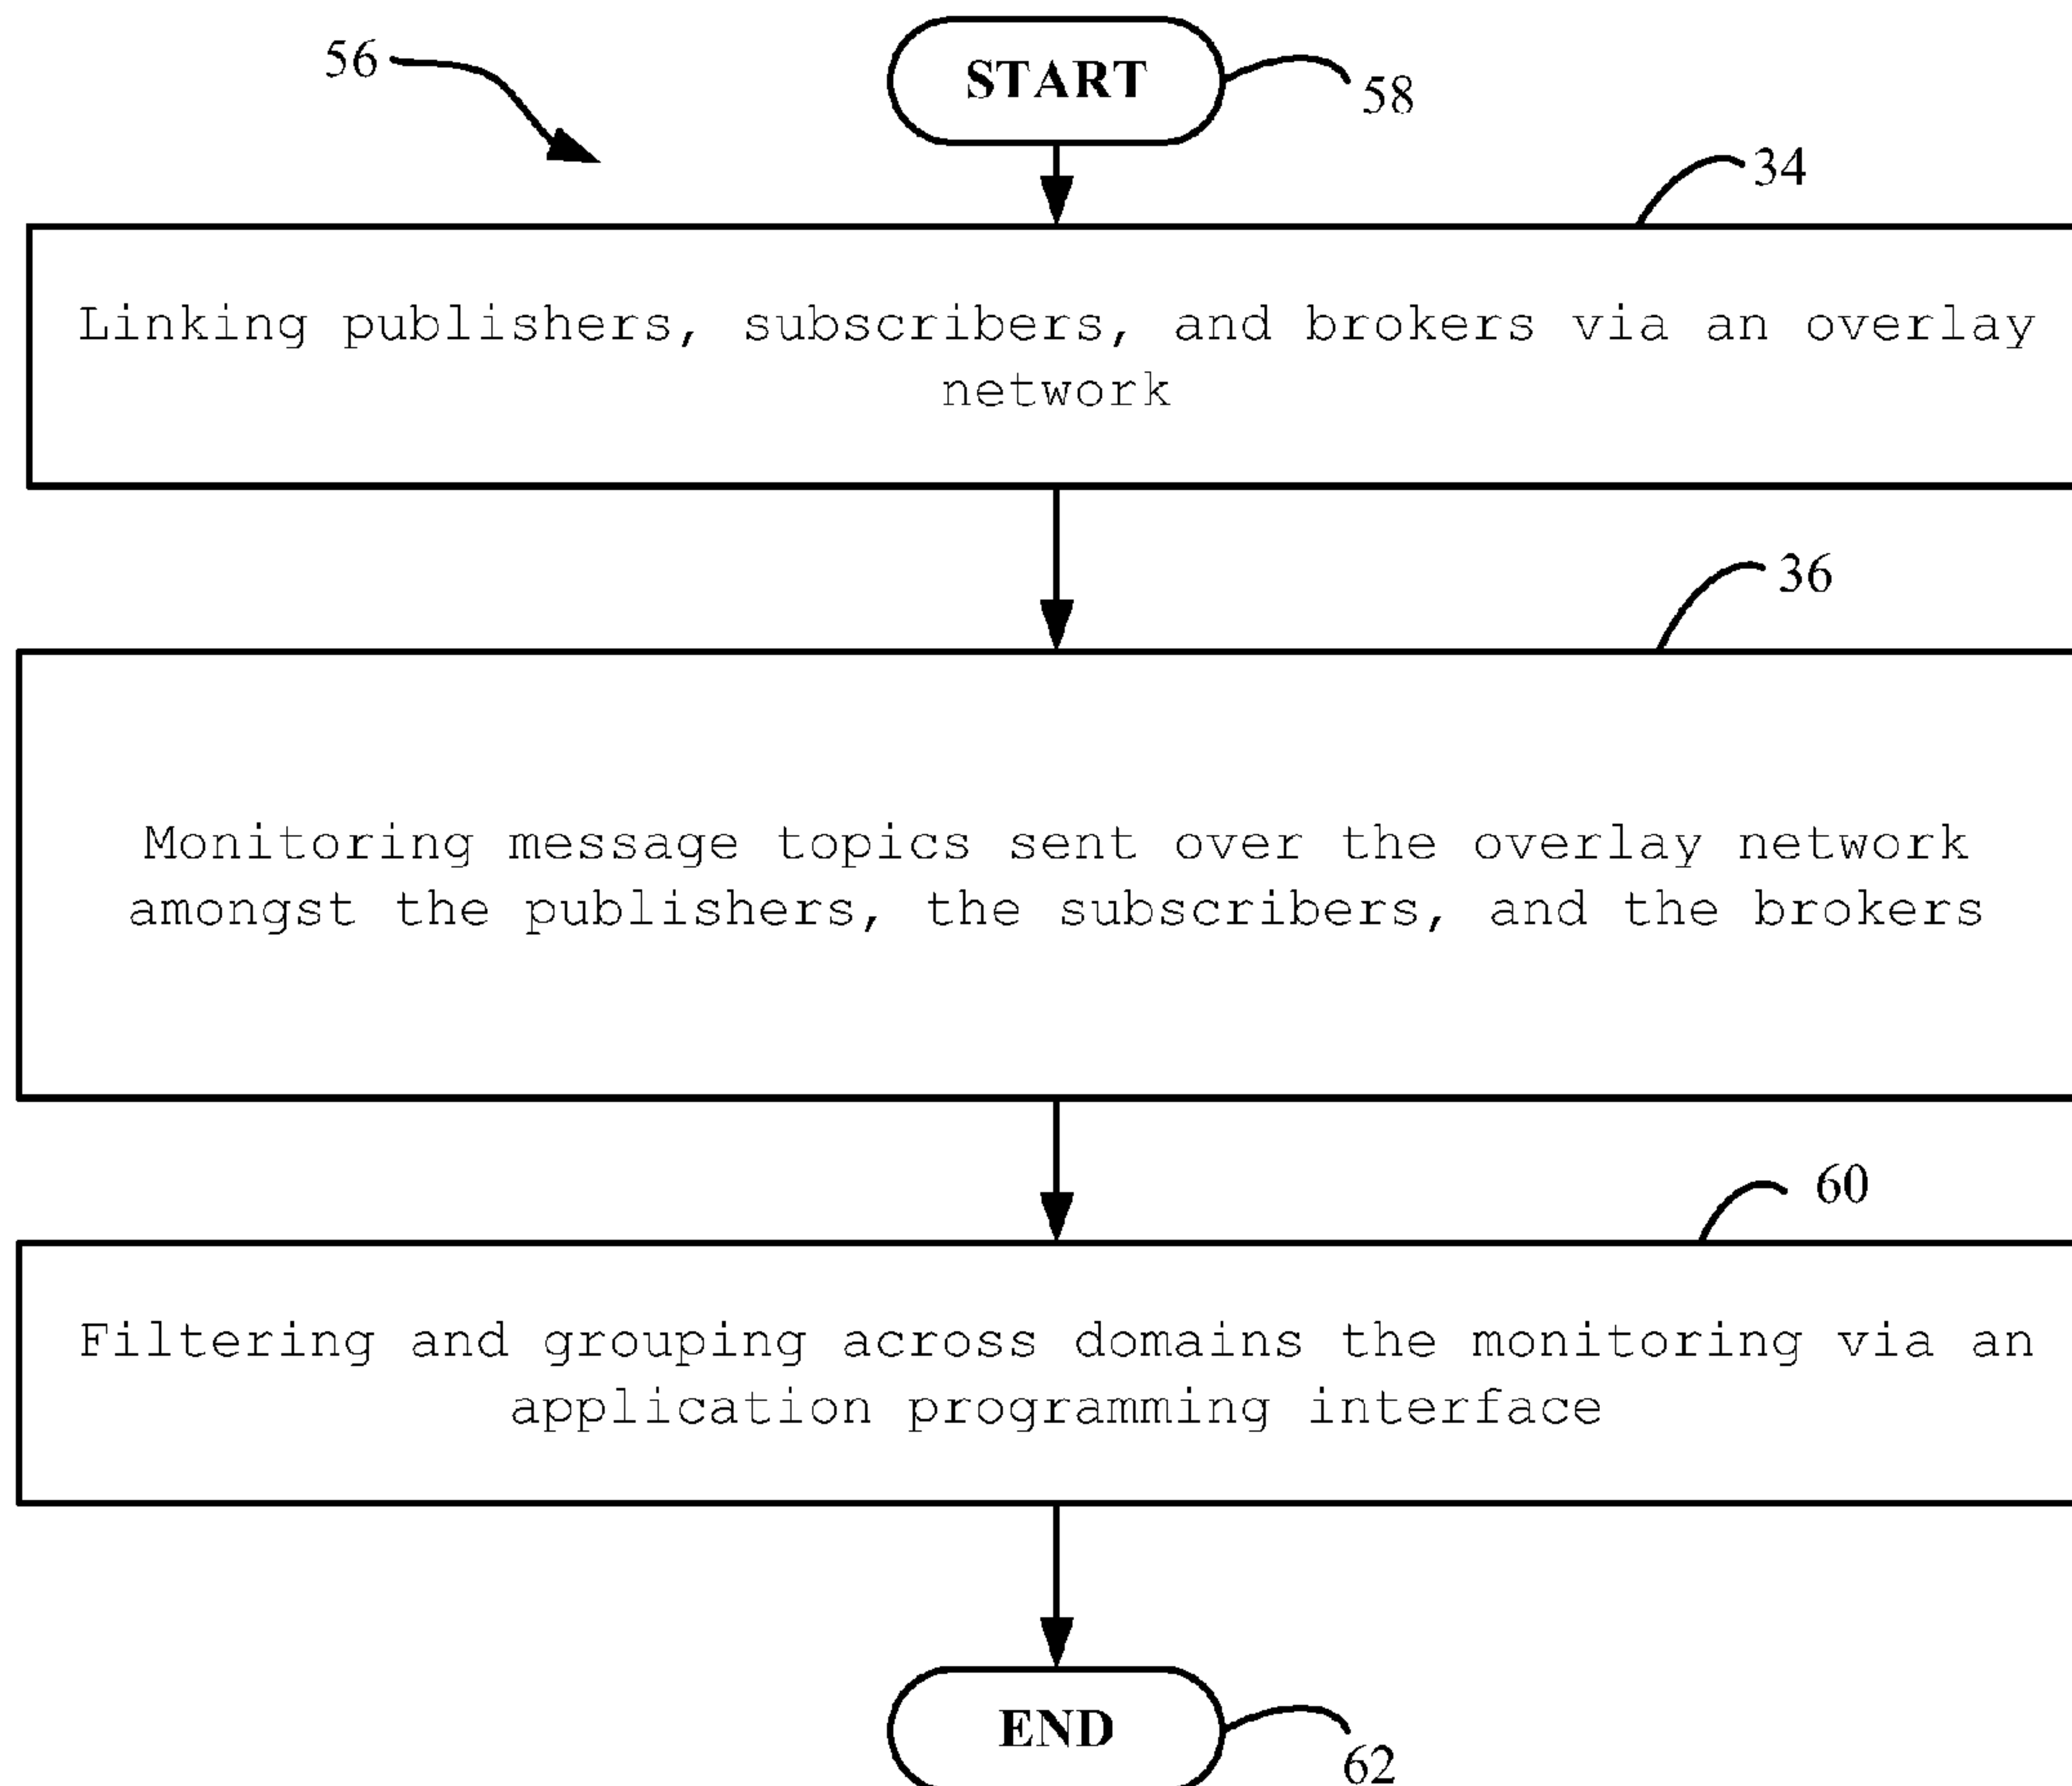 56
START
58
34
Linking publishers, subscribers, and brokers via an overlay
network
36
Monitoring message topics sent over the overlay network
amongst the publishers, the subscribers, and the brokers
60
Filtering and grouping across domains the monitoring via an
application programming interface
END
62